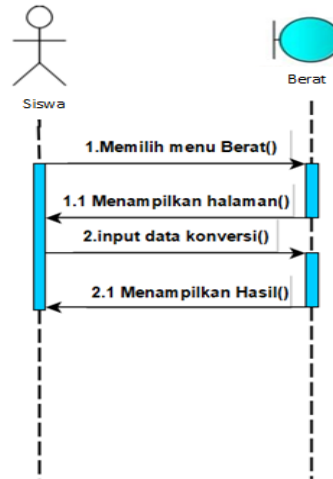 Siswa
Berat
1.Memilih menu Berat()
1.1 Menampilkan halaman()
2.input data konversi()
2.1 Menampilkan Hasil()